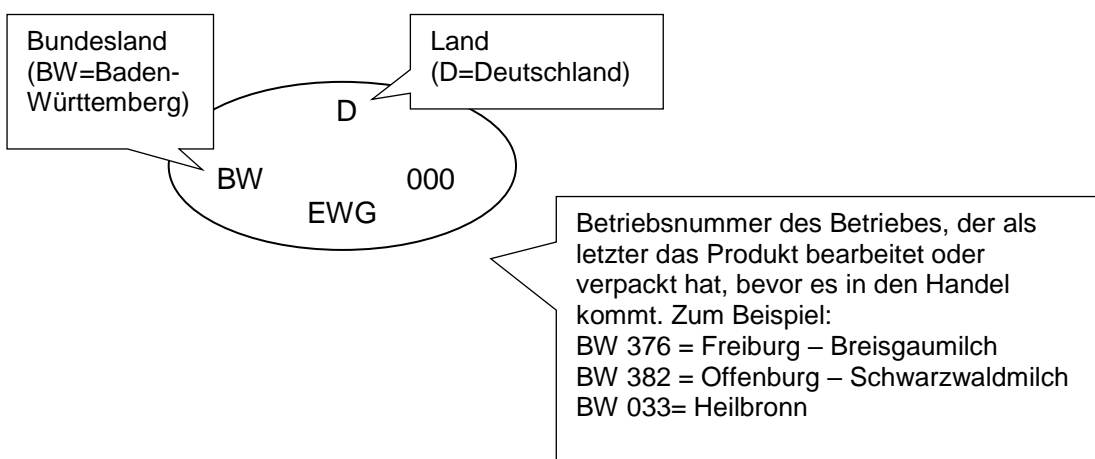 Bundesland
(BW=Baden-
Württemberg)
Land
(D=Deutschland)
D
BW 000
EWG
Betriebsnummer des Betriebes, der als
letzter das Produkt bearbeitet oder
verpackt hat, bevor es in den Handel
kommt. Zum Beispiel:
BW 376 = Freiburg – Breisgaumilch
BW 382 = Offenburg – Schwarzwaldmilch
BW 033= Heilbronn